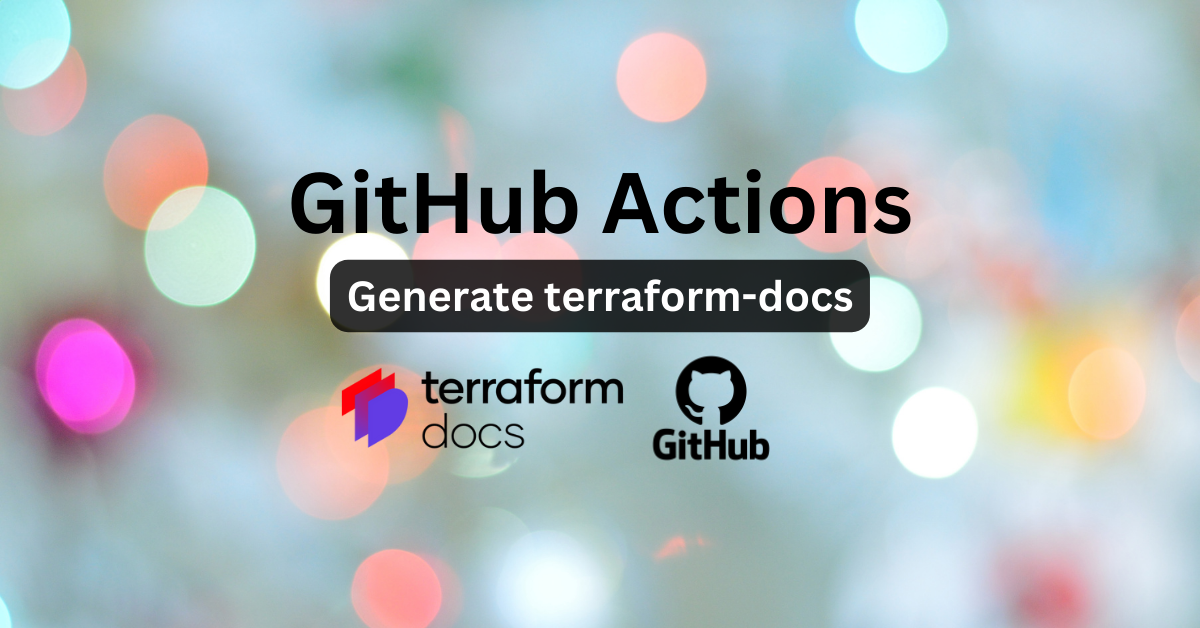 GitHub Actions
Generate terraform-docs
terraform
docs
GitHub